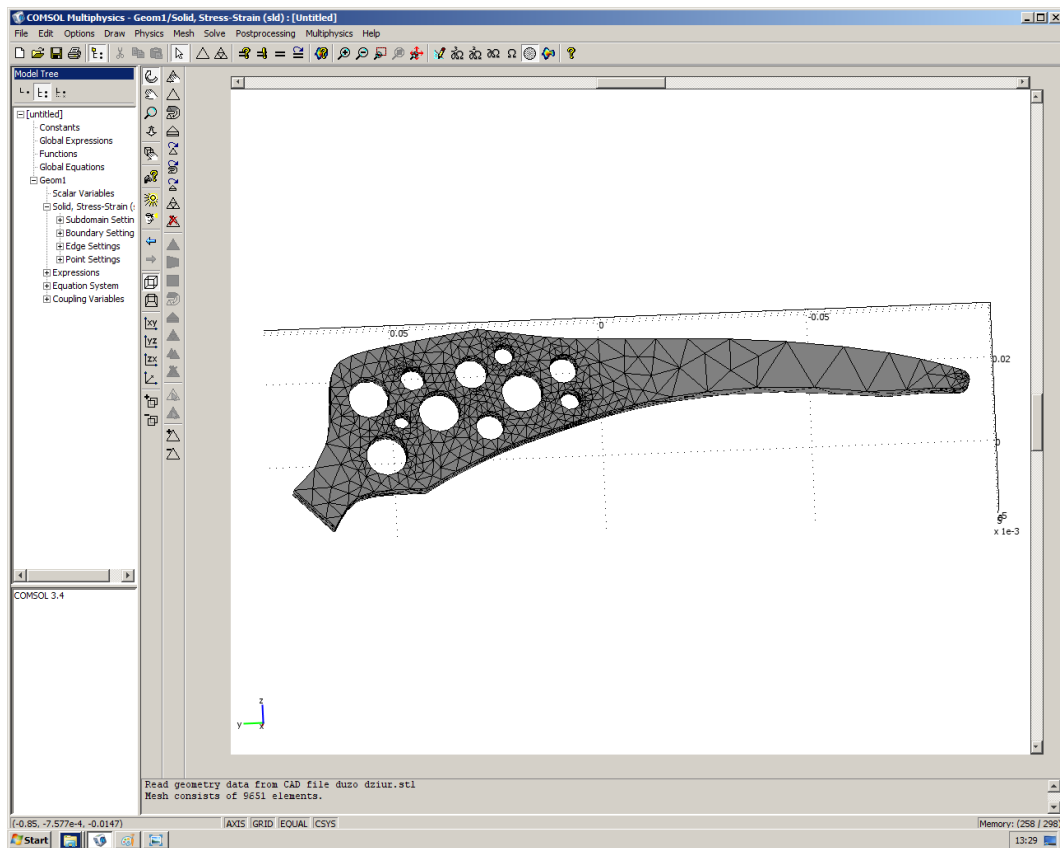 COMSOL Multiphysics - Geom1/Solid, Stress-Strain (sld) : [Untitled]
File Edit Options Draw Physics Mesh Solve Postprocessing Multiphysics Help
Model Tree
[untitled]
Constants
Global Expressions
Functions
Global Equations
Geom1
Scalar Variables
Solid, Stress-Strain (
Subdomain Settin
Boundary Setting
Edge Settings
Point Settings
Expressions
Equation System
Coupling Variables
xy
yz
zx
0.05
0
-0.05
0.02
0
x 1e-3
z
y
x
COMSOL 3.4
Read geometry data from CAD file duzo dziur.stl
Mesh consists of 9651 elements.
(-0.85, -7.577e-4, -0.0147)
AXIS GRID EQUAL CSYS
Memory: (258 / 298)
Start
13:29